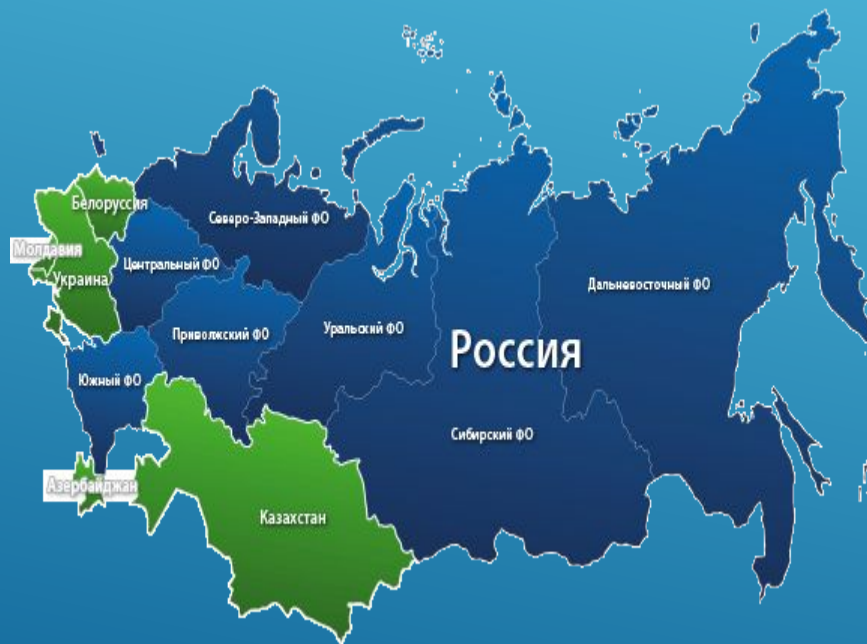 Белоруссия
Северо-Западный ФО
Молдавия
Центральный ФО
Украина
Дальневосточный ФО
Приволжский ФО
Уральский ФО
Россия
Южный ФО
Сибирский ФО
Азербайджан
Казахстан